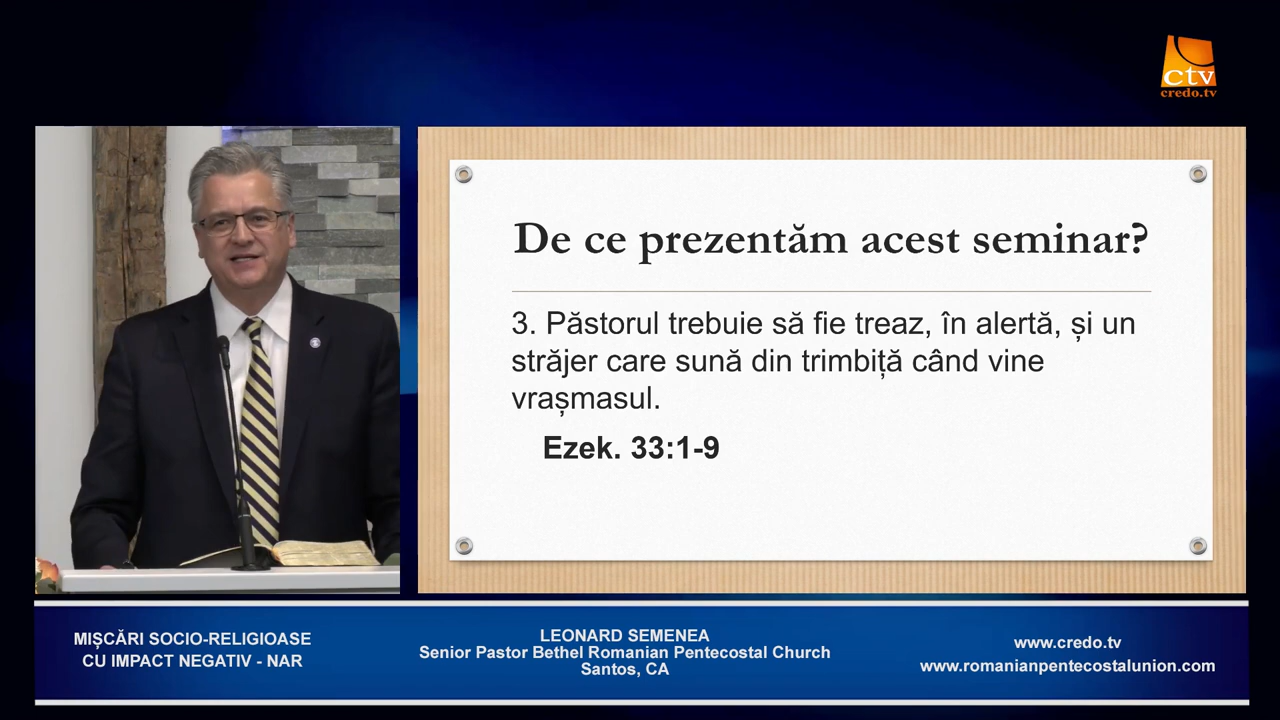 ctv
credo.tv
De ce prezentăm acest seminar?
3. Păstorul trebuie să fie treaz, în alertă, și un
străjer care sună din trimbiță când vine
vrașmasul.
Ezek. 33:1-9
MIȘCĂRI SOCIO-RELIGIOASE
CU IMPACT NEGATIV - NAR
LEONARD SEMENEA
Senior Pastor Bethel Romanian Pentecostal Church
Santos, CA
www.credo.tv
www.romanianpentecostalunion.com